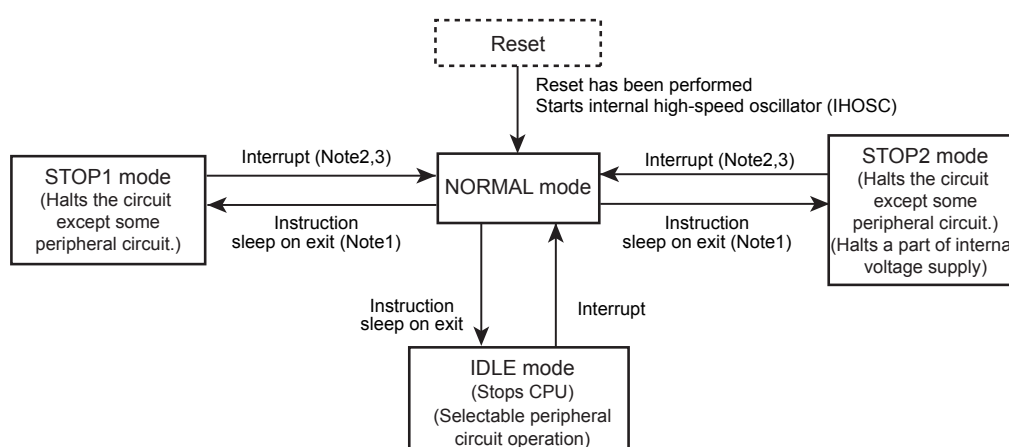 Reset
Reset has been performed
Starts internal high-speed oscillator (IHOSC)
STOP1 mode
(Halts the circuit
except some
peripheral circuit.)
Interrupt (Note2,3)
Instruction
sleep on exit (Note1)
NORMAL mode
Interrupt (Note2,3)
Instruction
sleep on exit (Note1)
STOP2 mode
(Halts the circuit
except some
peripheral circuit.)
(Halts a part of internal
voltage supply)
Instruction
sleep on exit
Interrupt
IDLE mode
(Stops CPU)
(Selectable peripheral
circuit operation)